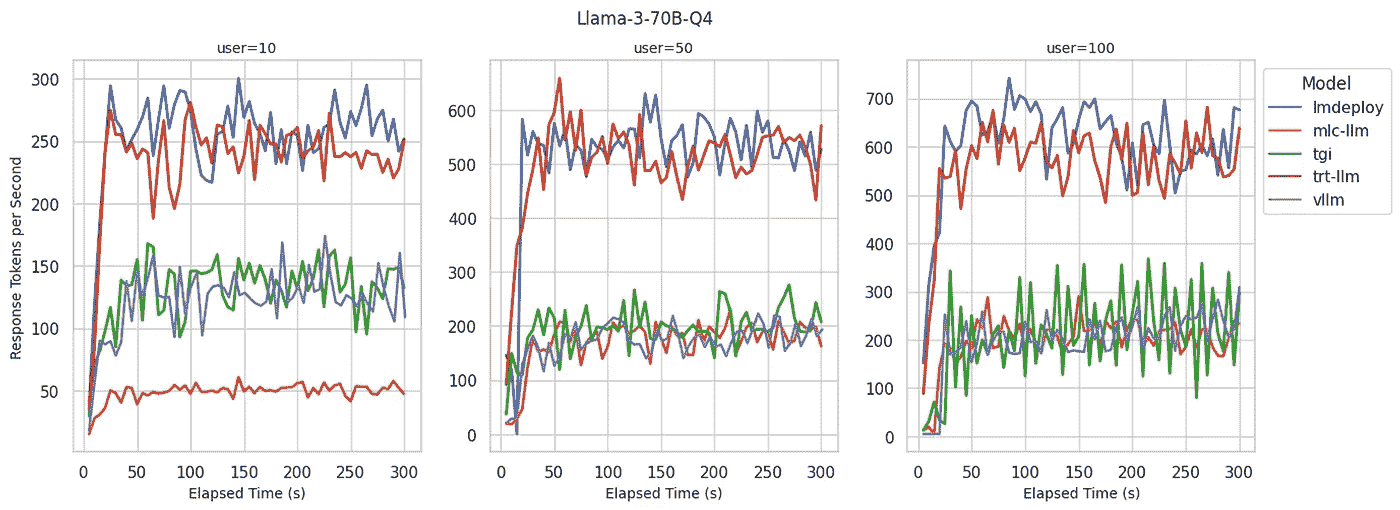 Llama-3-70B-Q4
user=10
user=50
user=100
Response Tokens per Second
300
250
200
150
100
50
0 50 100 150 200 250 300
Elapsed Time (s)
600
500
400
300
200
100
0
0 50 100 150 200 250 300
Elapsed Time (s)
700
600
500
400
300
200
100
0
0 50 100 150 200 250 300
Elapsed Time (s)
Model
lmdeploy
mlc-llm
tgi
trt-llm
vllm